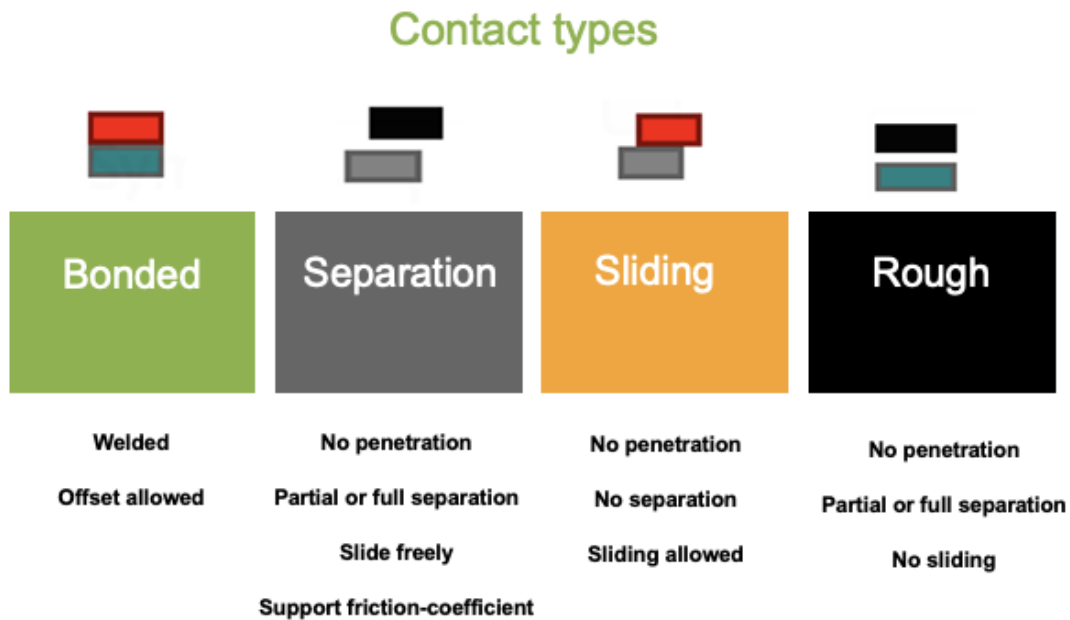 Contact types
Bonded
Separation
Sliding
Rough
Welded
Offset allowed
No penetration
Partial or full separation
Slide freely
Support friction-coefficient
No penetration
No separation
Sliding allowed
No penetration
Partial or full separation
No sliding